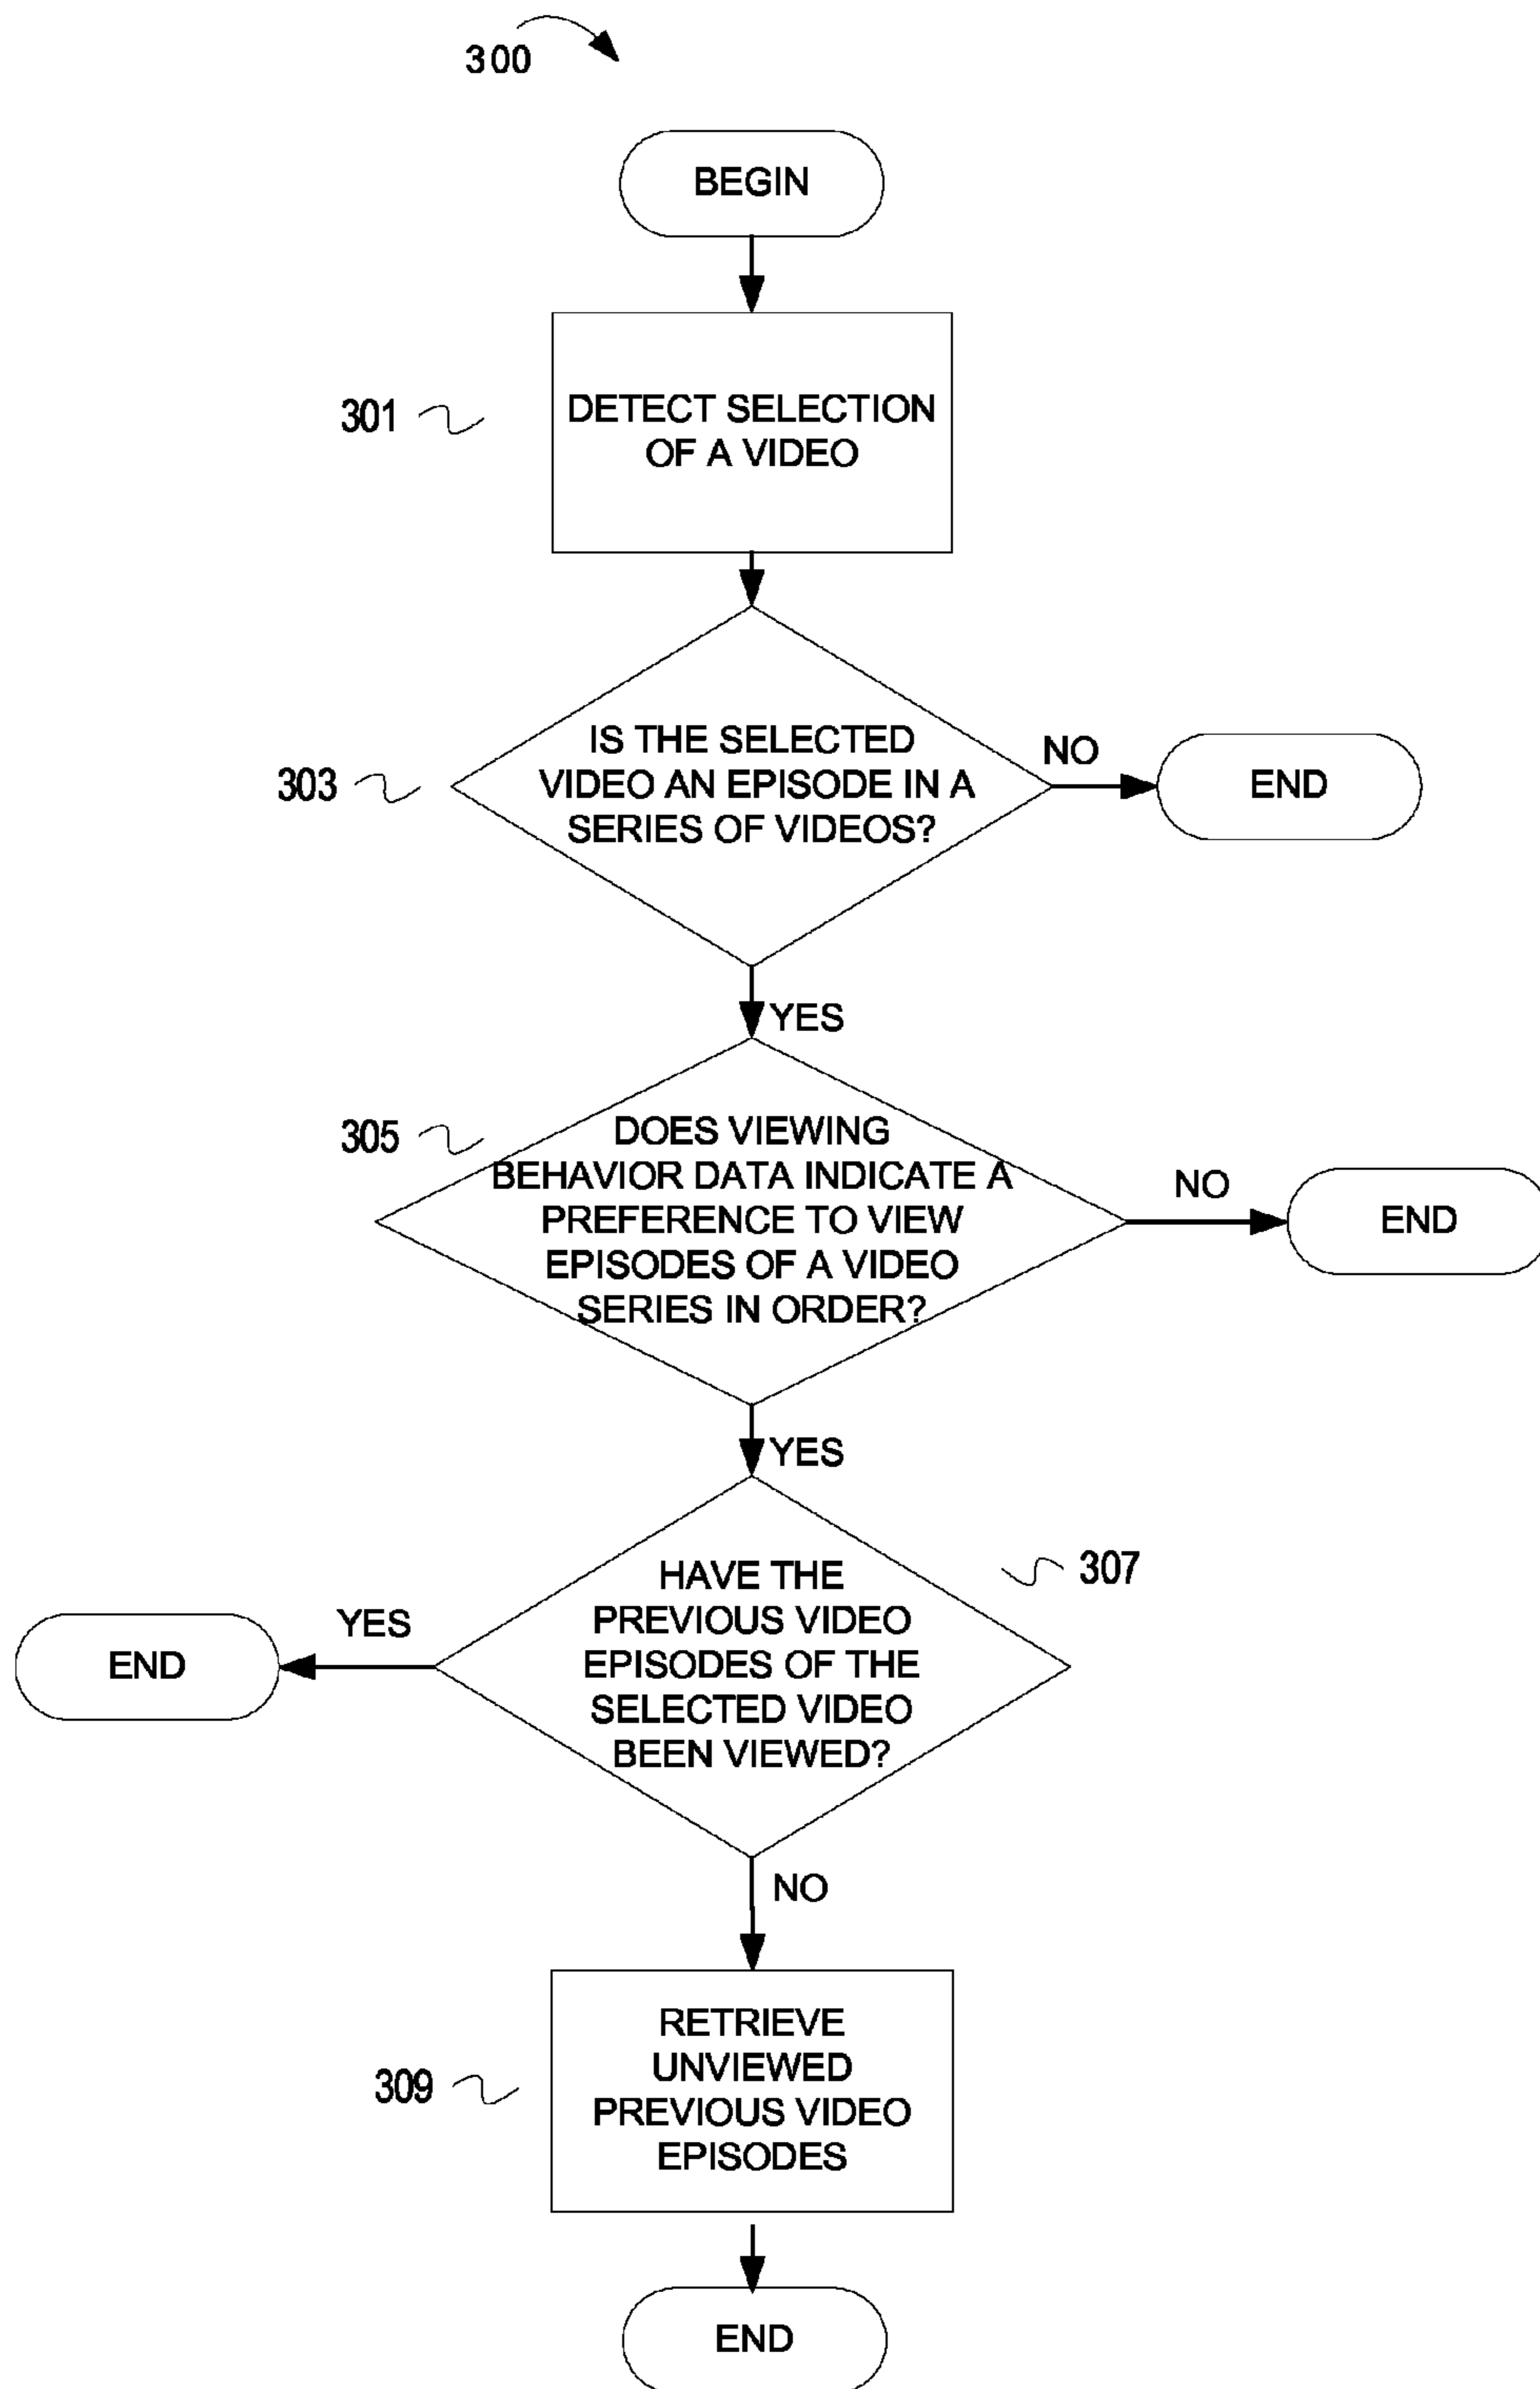 300
BEGIN
301
DETECT SELECTION
OF A VIDEO
303
IS THE SELECTED
VIDEO AN EPISODE IN A
SERIES OF VIDEOS?
NO
END
YES
305
DOES VIEWING
BEHAVIOR DATA INDICATE A
PREFERENCE TO VIEW
EPISODES OF A VIDEO
SERIES IN ORDER?
NO
END
YES
307
HAVE THE
PREVIOUS VIDEO
EPISODES OF THE
SELECTED VIDEO
BEEN VIEWED?
YES
END
NO
309
RETRIEVE
UNVIEWED
PREVIOUS VIDEO
EPISODES
END